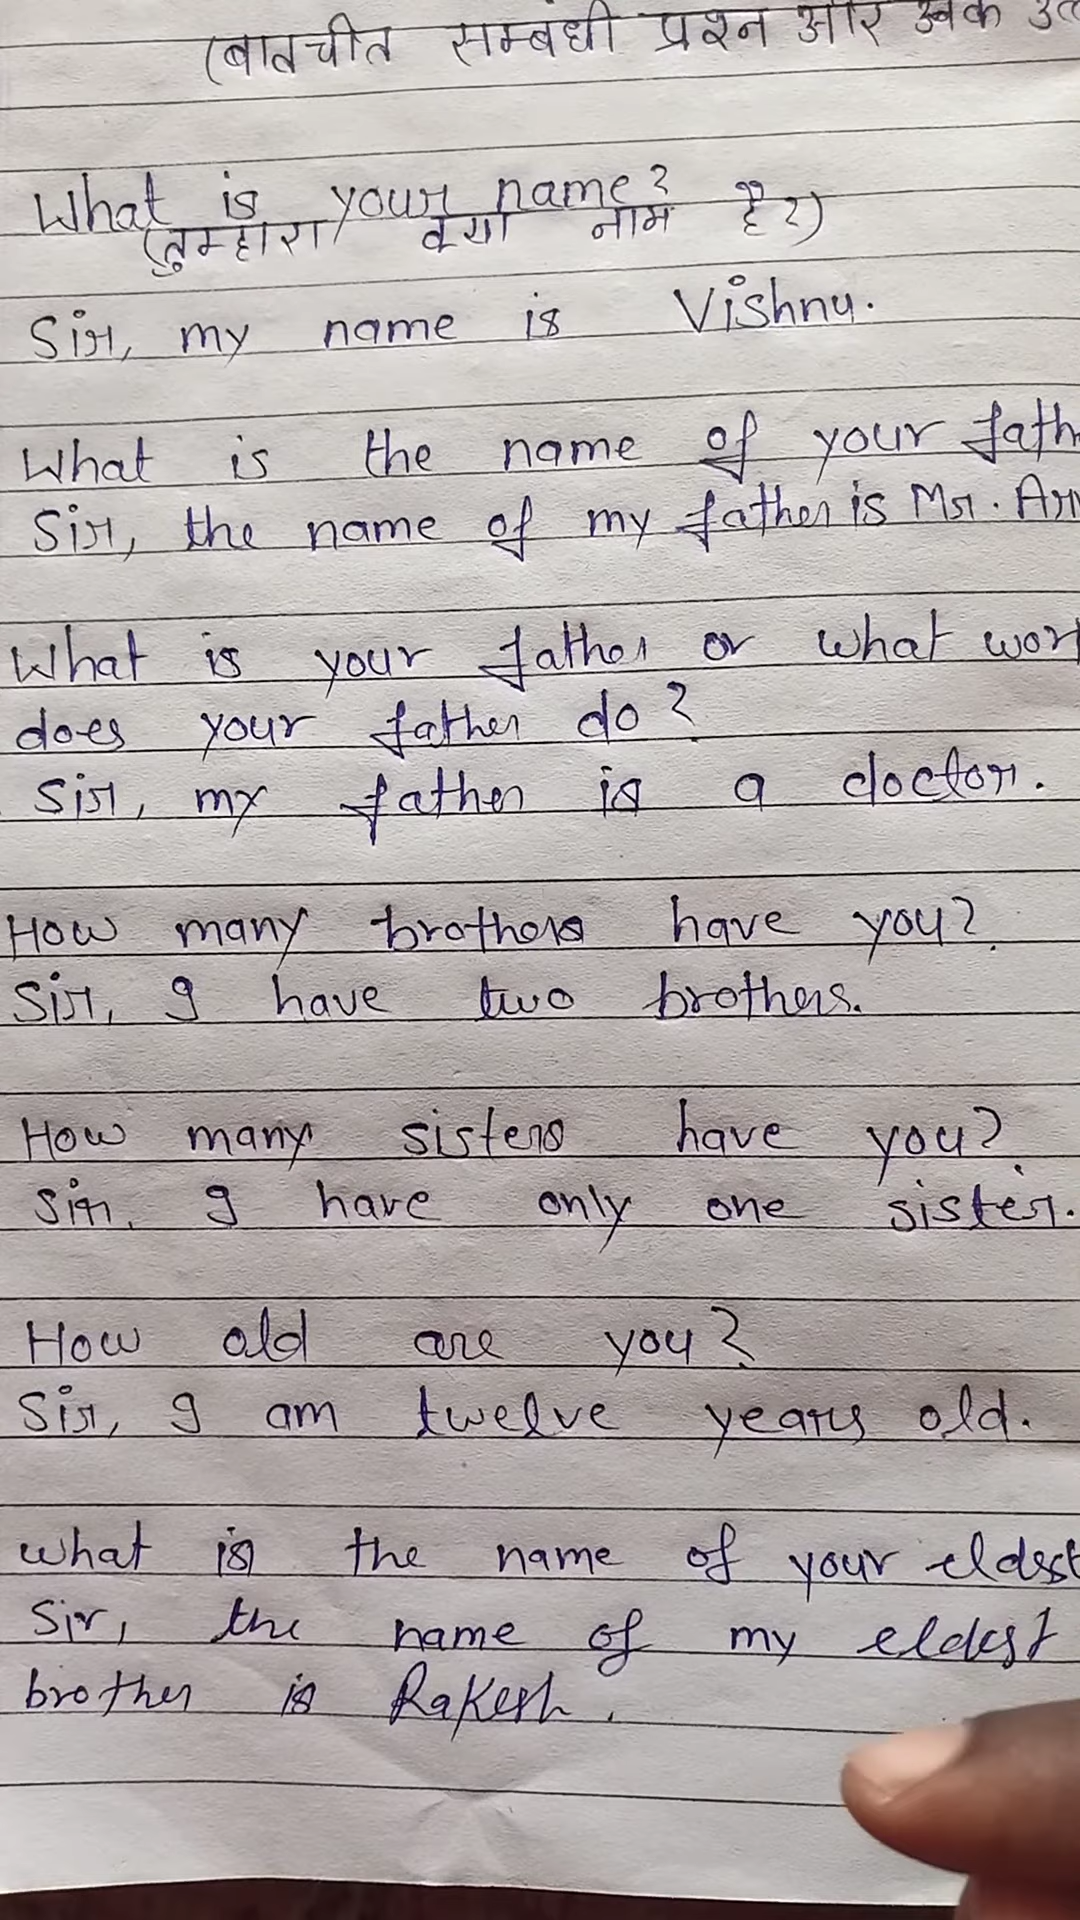 (बातचीत सम्बंधी प्रश्न और
What is your name?
(तुम्हारा क्या नाम है?)
Sir, my name is Vishnu.
What is the name of your fath
Sir, the name of my father is Mr. Ar
What is your father or what wor
does your father do?
Sir, my father is a doctor.
How many brothers have you?
Sir, I have two brothers.
How many sisters have you?
Sir, I have only one sister.
How old are you?
Sir, I am twelve years old.
what is the name of your eldest
Sir, the name of my eldest
brother is Rakesh.